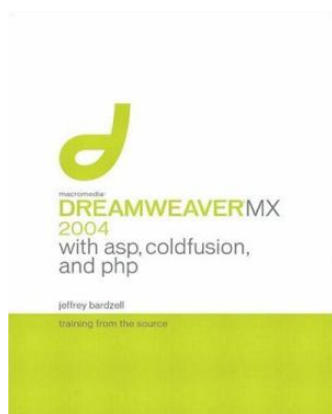 macromedia
DREAMWEAVERMX
2004
with asp, coldfusion,
and php
jeffrey bardzell
training from the source